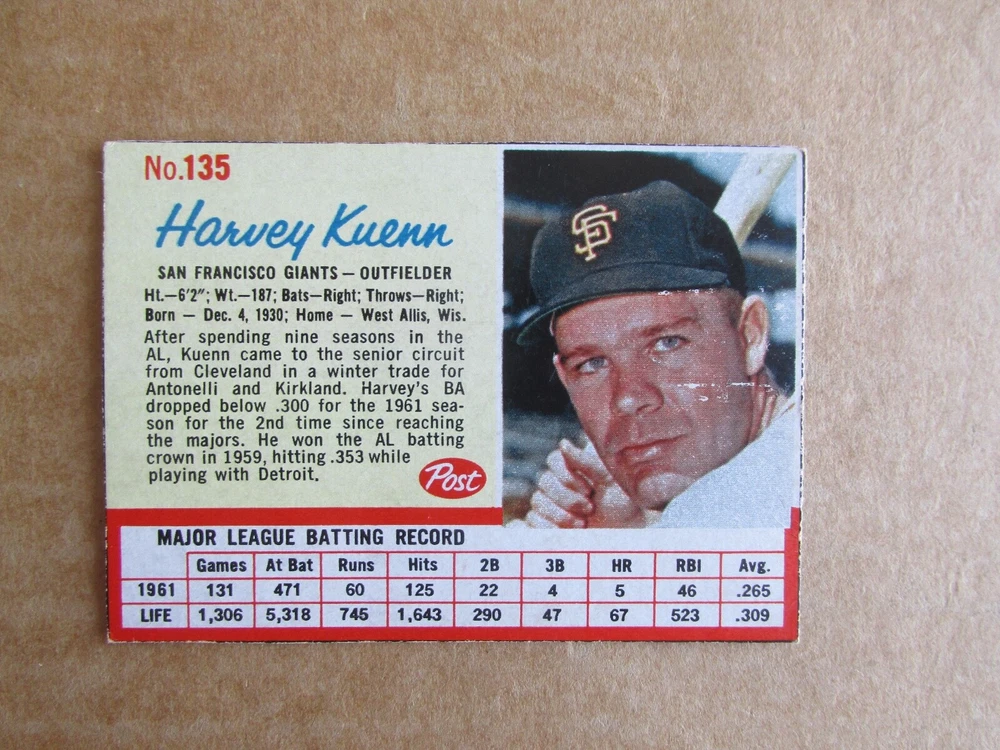 No.135
Harvey Kuenn
SAN FRANCISCO GIANTS — OUTFIELDER
Ht.—6'2"; Wt.—187; Bats—Right; Throws—Right;
Born — Dec. 4, 1930; Home — West Allis, Wis.
After spending nine seasons in the
AL, Kuenn came to the senior circuit
from Cleveland in a winter trade for
Antonelli and Kirkland. Harvey's BA
dropped below .300 for the 1961 sea-
son for the 2nd time since reaching
the majors. He won the AL batting
crown in 1959, hitting .353 while
playing with Detroit.
Post
SF
MAJOR LEAGUE BATTING RECORD
Games At Bat Runs Hits 2B 3B HR RBI Avg.
1961 131 471 60 125 22 4 5 46 .265
LIFE 1,306 5,318 745 1,643 290 47 67 523 .309